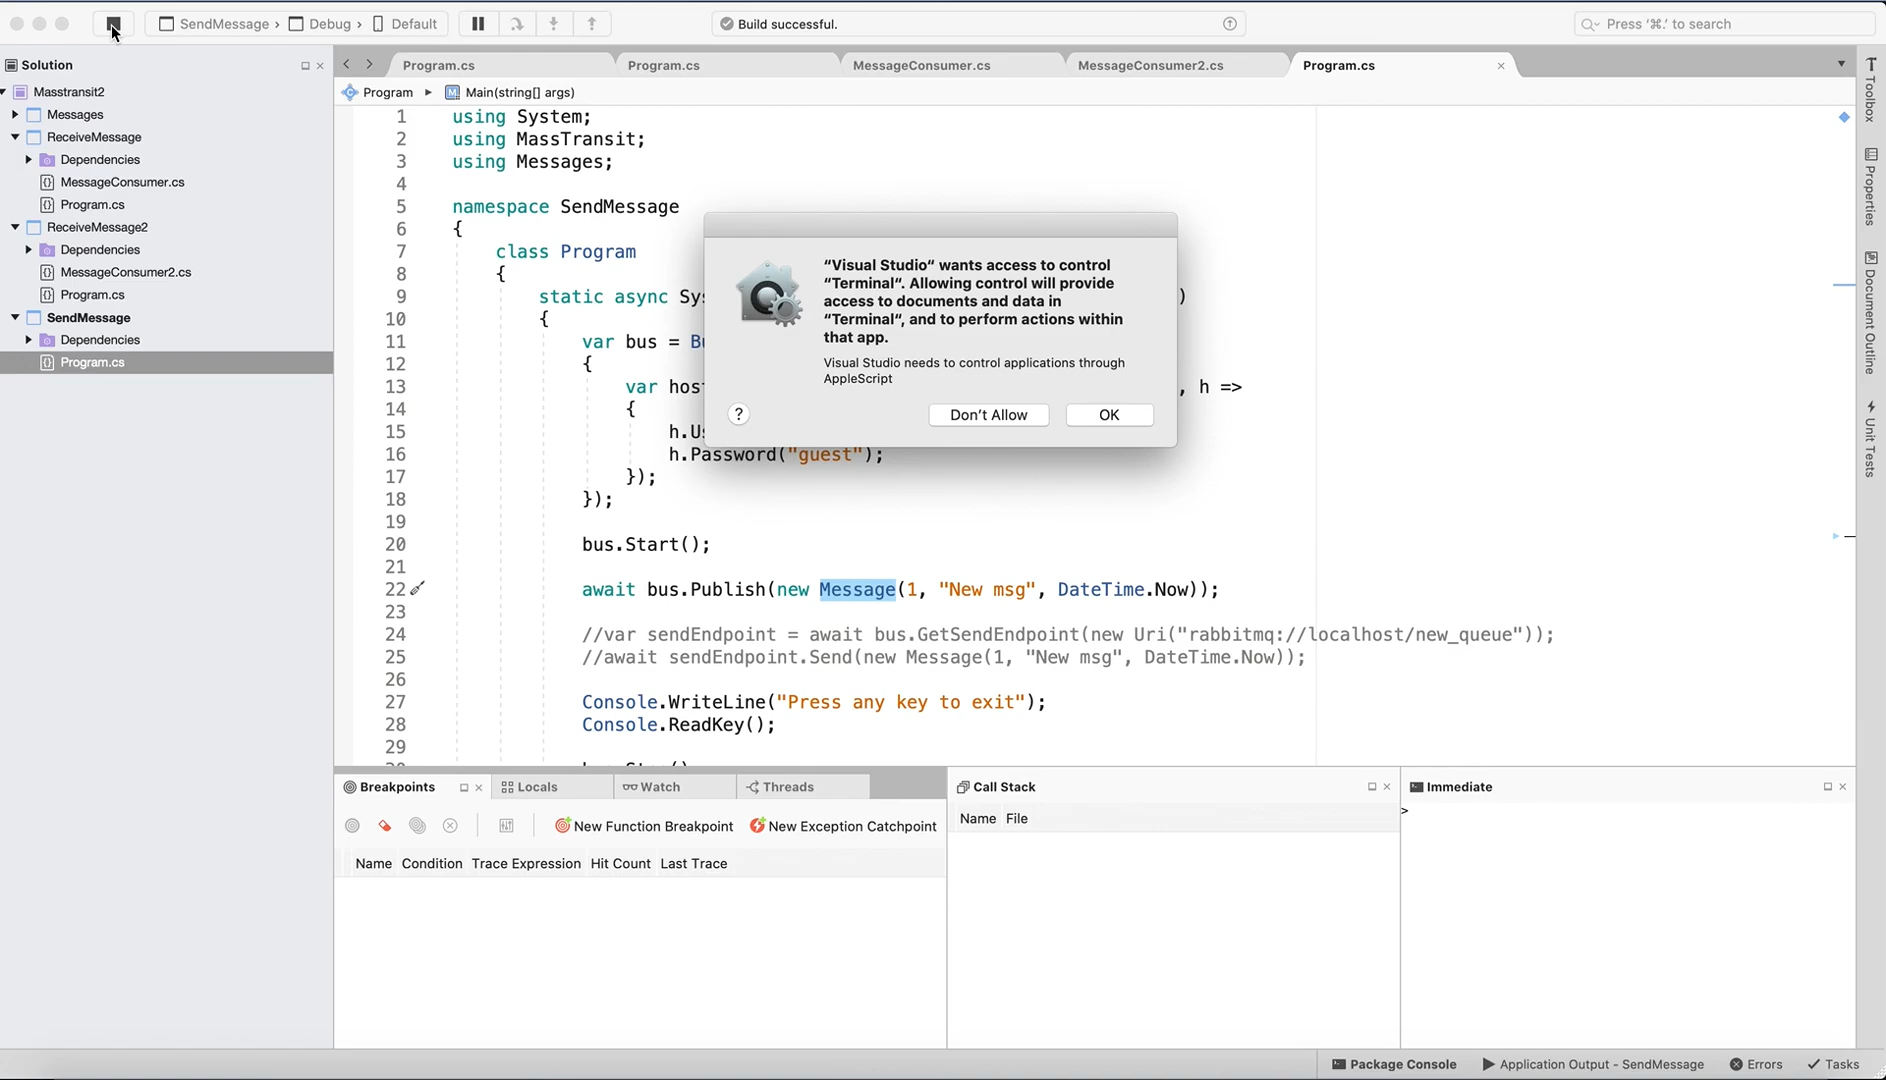 SendMessage › Debug › Default
Build successful.
Press '⌘.' to search
Solution
Masstransit2
Messages
ReceiveMessage
Dependencies
MessageConsumer.cs
Program.cs
ReceiveMessage2
Dependencies
MessageConsumer2.cs
Program.cs
SendMessage
Dependencies
Program.cs
Program.cs
Program.cs
MessageConsumer.cs
MessageConsumer2.cs
Program.cs
Program
Main(string[] args)
1 using System;
2 using MassTransit;
3 using Messages;
4
5 namespace SendMessage
6 {
7 class Program
8 {
9 static async Sys )
10 {
11 var bus =
12 {
13 var host , h =>
14 {
15
16 h.Password("guest");
17 });
18 });
19
20 bus.Start();
21
22 await bus.Publish(new Message(1, "New msg", DateTime.Now));
23
24 //var sendEndpoint = await bus.GetSendEndpoint(new Uri("rabbitmq://localhost/new_queue"));
25 //await sendEndpoint.Send(new Message(1, "New msg", DateTime.Now));
26
27 Console.WriteLine("Press any key to exit");
28 Console.ReadKey();
29
“Visual Studio“ wants access to control
“Terminal“. Allowing control will provide
access to documents and data in
“Terminal“, and to perform actions within
that app.
Visual Studio needs to control applications through
AppleScript
?
Don't Allow
OK
Toolbox
Properties
Document Outline
Unit Tests
Breakpoints
Locals
Watch
Threads
New Function Breakpoint
New Exception Catchpoint
Name Condition Trace Expression Hit Count Last Trace
Call Stack
Name File
Immediate
>
Package Console
Application Output - SendMessage
Errors
Tasks